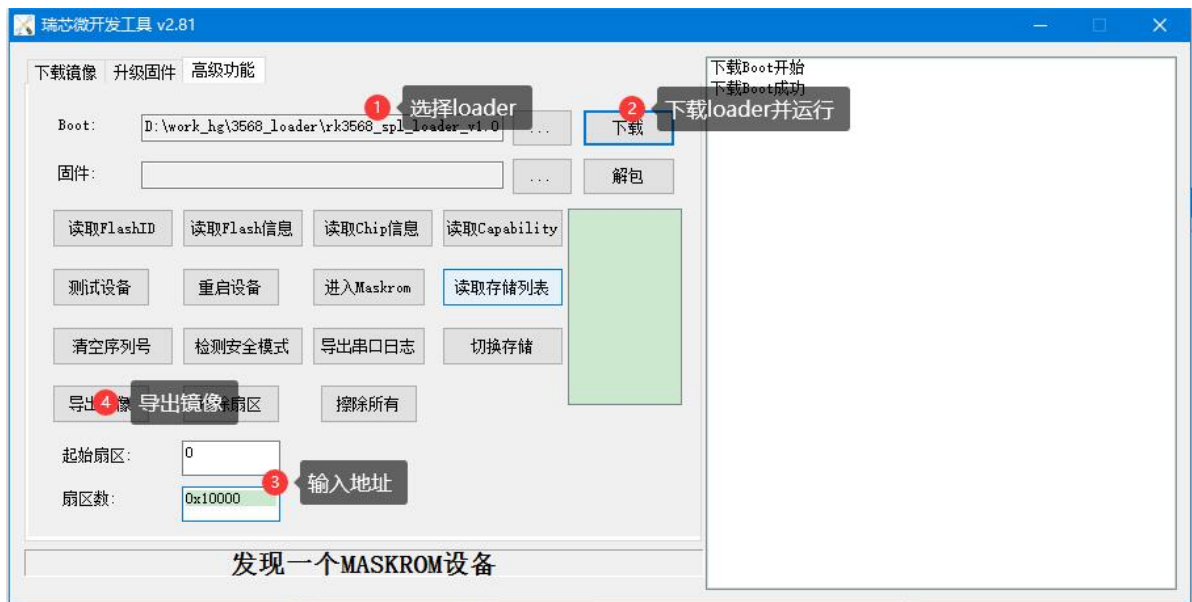 瑞芯微开发工具 v2.81
下载镜像 升级固件 高级功能
下载Boot开始
下载Boot成功
1 选择loader
2 下载loader并运行
Boot: D:\work_hg\3568_loader\rk3568_spl_loader_v1.0 ... 下载
固件: ... 解包
读取FlashID 读取Flash信息 读取Chip信息 读取Capability
测试设备 重启设备 进入Maskrom 读取存储列表
清空序列号 检测安全模式 导出串口日志 切换存储
4 导出镜像 扇区 擦除所有
起始扇区: 0
3 输入地址
扇区数: 0x10000
发现一个MASKROM设备